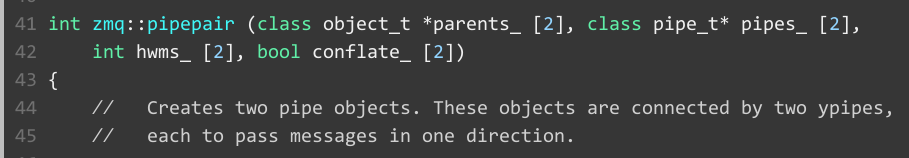 41 int zmq::pipepair (class object_t *parents_ [2], class pipe_t* pipes_ [2],
42     int hwms_ [2], bool conflate_ [2])
43 {
44     //   Creates two pipe objects. These objects are connected by two ypipes,
45     //   each to pass messages in one direction.